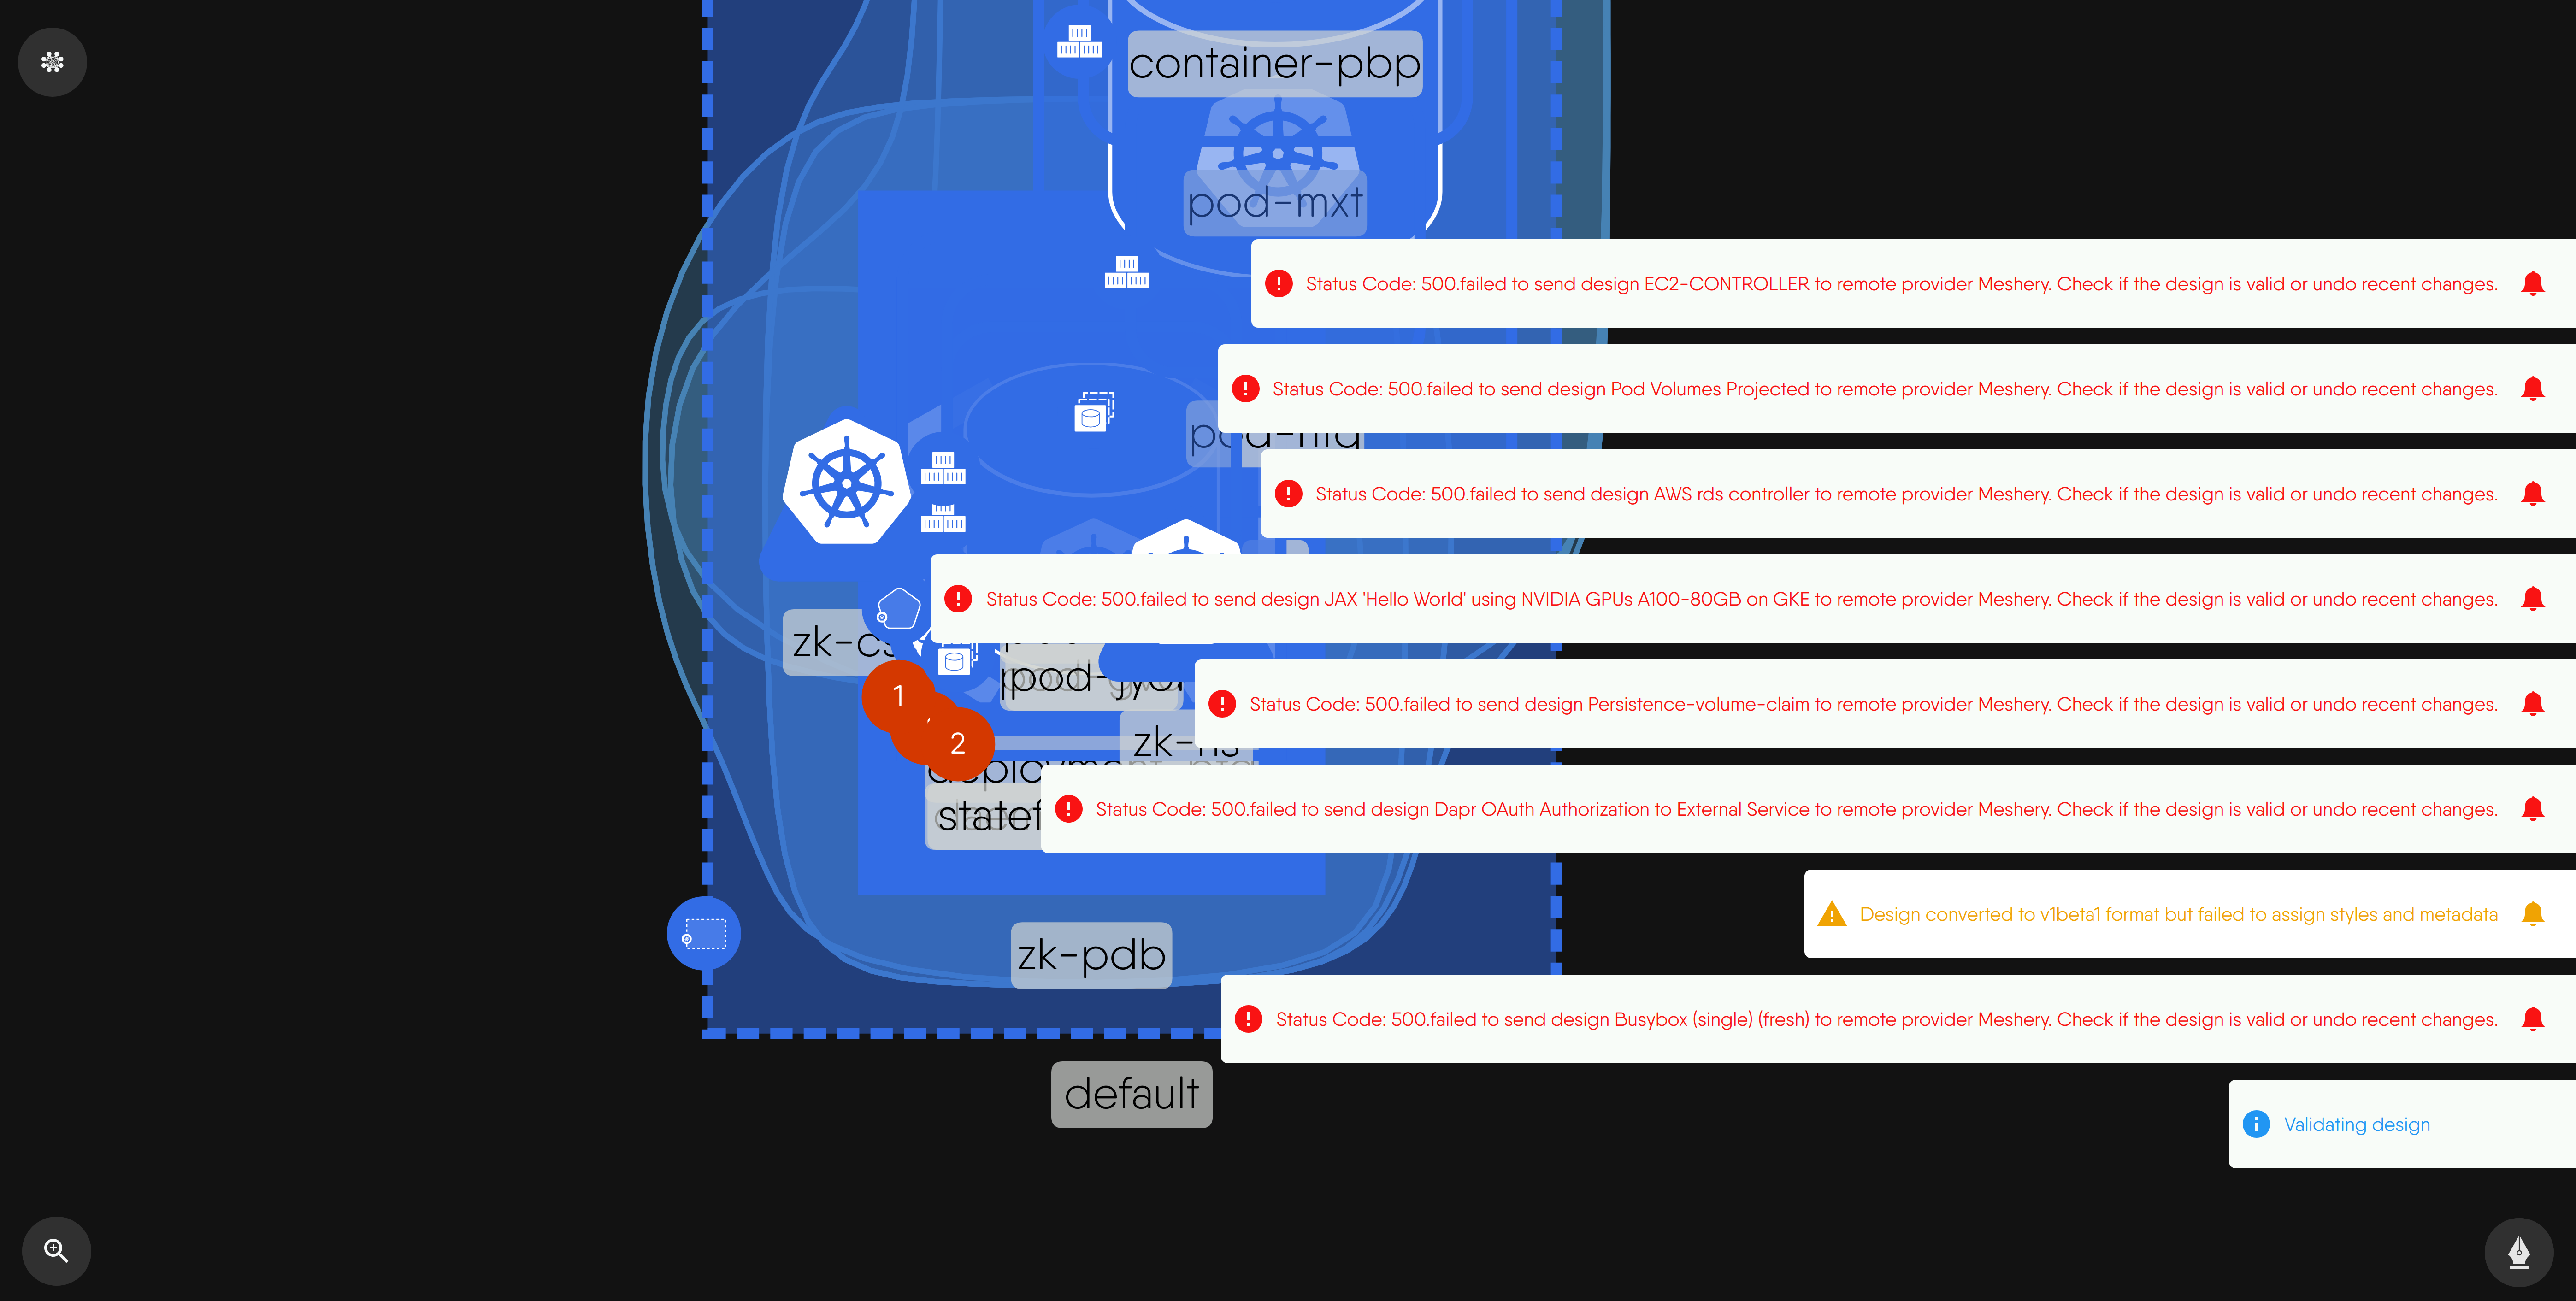 container-pbp
pod-mxt
Status Code: 500.failed to send design EC2-CONTROLLER to remote provider Meshery. Check if the design is valid or undo recent changes.
Status Code: 500.failed to send design Pod Volumes Projected to remote provider Meshery. Check if the design is valid or undo recent changes.
Status Code: 500.failed to send design AWS rds controller to remote provider Meshery. Check if the design is valid or undo recent changes.
Status Code: 500.failed to send design JAX 'Hello World' using NVIDIA GPUs A100-80GB on GKE to remote provider Meshery. Check if the design is valid or undo recent changes.
zk-cs
1
Status Code: 500.failed to send design Persistence-volume-claim to remote provider Meshery. Check if the design is valid or undo recent changes.
2
statef
Status Code: 500.failed to send design Dapr OAuth Authorization to External Service to remote provider Meshery. Check if the design is valid or undo recent changes.
Design converted to v1beta1 format but failed to assign styles and metadata
zk-pdb
Status Code: 500.failed to send design Busybox (single) (fresh) to remote provider Meshery. Check if the design is valid or undo recent changes.
default
Validating design